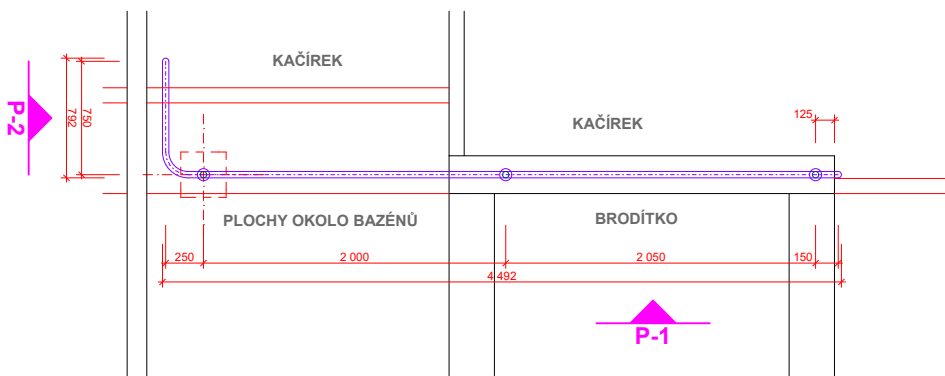 KAČÍREK
P-2
792
750
125
KAČÍREK
PLOCHY OKOLO BAZÉNŮ
BRODÍTKO
250
2 000
2 050
150
4 492
P-1